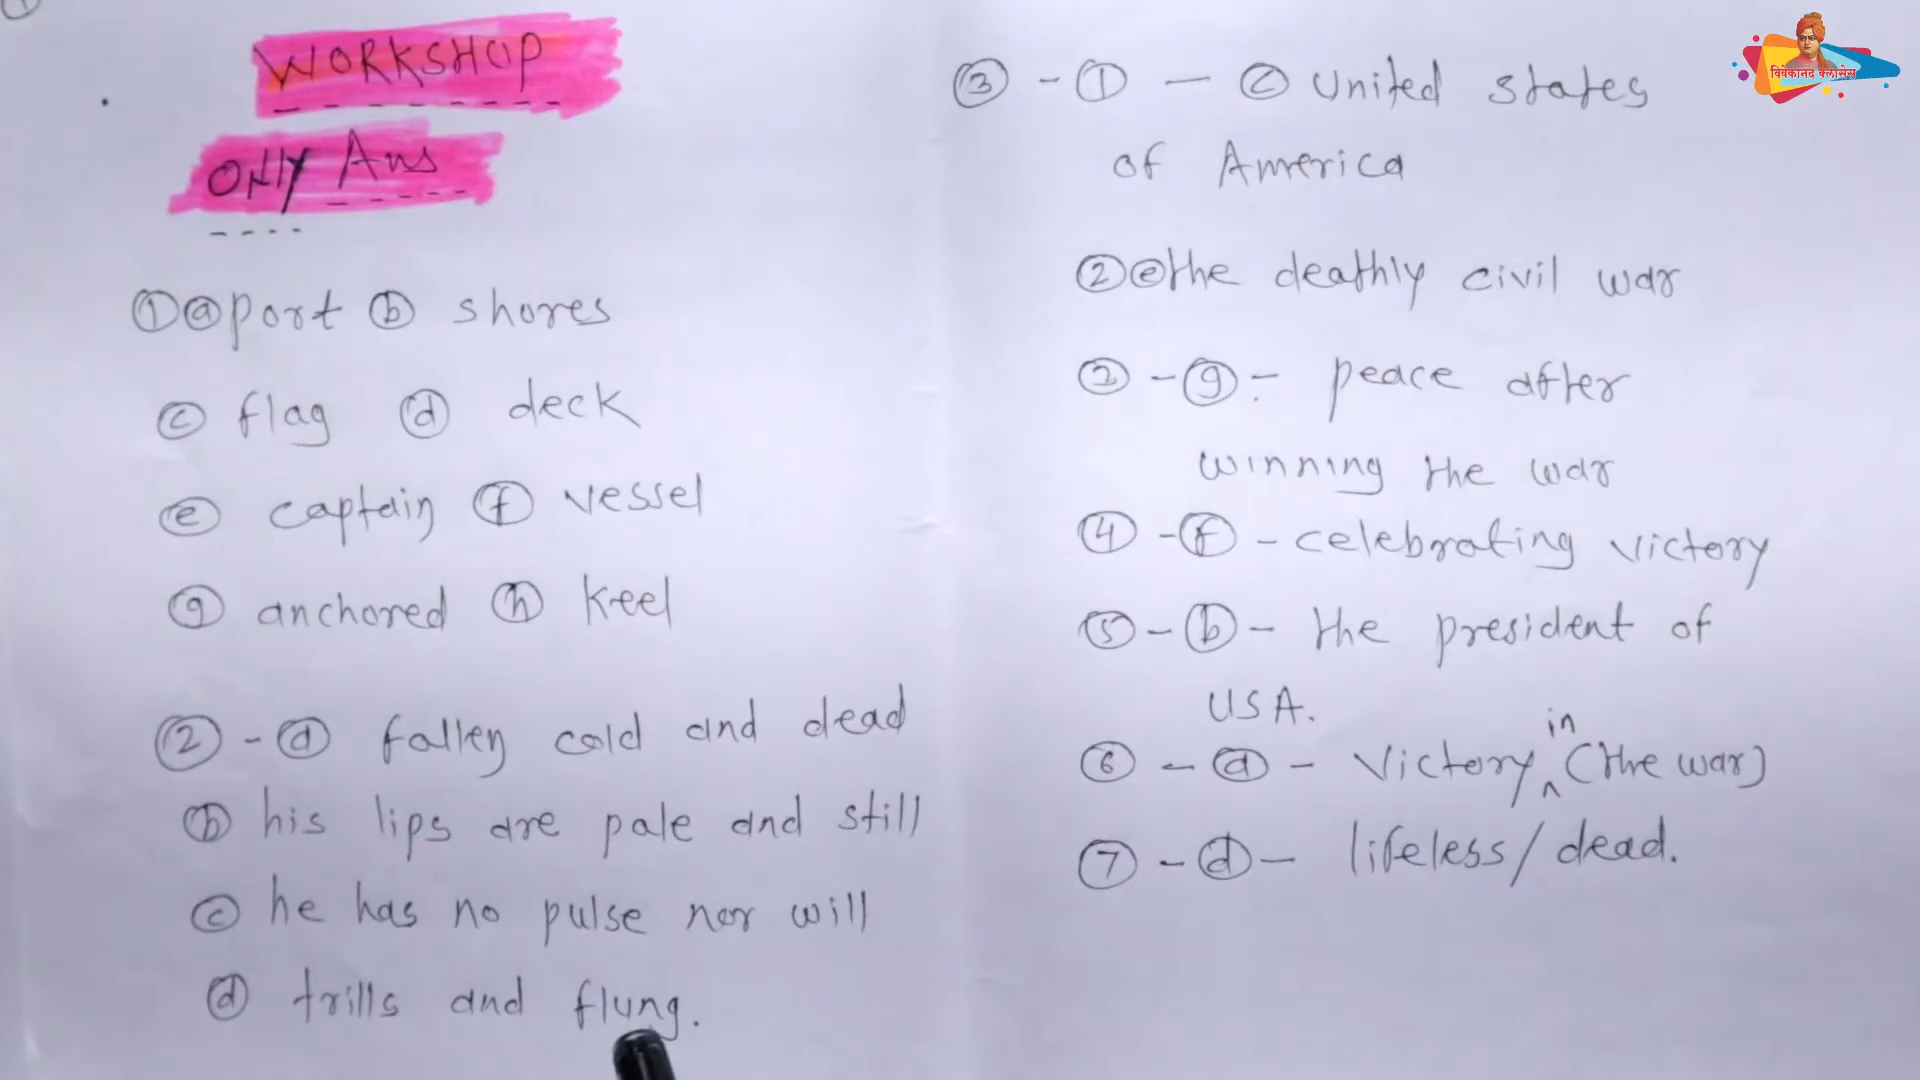 WORKSHOP
ONLY Ans
① ⓐ port ⓑ shores
ⓒ flag ⓓ deck
ⓔ captain ⓕ vessel
ⓖ anchored ⓗ keel
② - ⓐ fallen cold and dead
ⓑ his lips are pale and still
ⓒ he has no pulse nor will
ⓓ trills and flung.
③ - ① - ⓒ United states
of America
② ⓔ the deathly civil war
③ - ⓖ - peace after
winning the war
④ - ⓕ - celebrating victory
⑤ - ⓑ - the president of
USA.
⑥ - ⓐ - Victory in (the war)
⑦ - ⓓ - lifeless/dead.
विवेकानंद क्लासेस